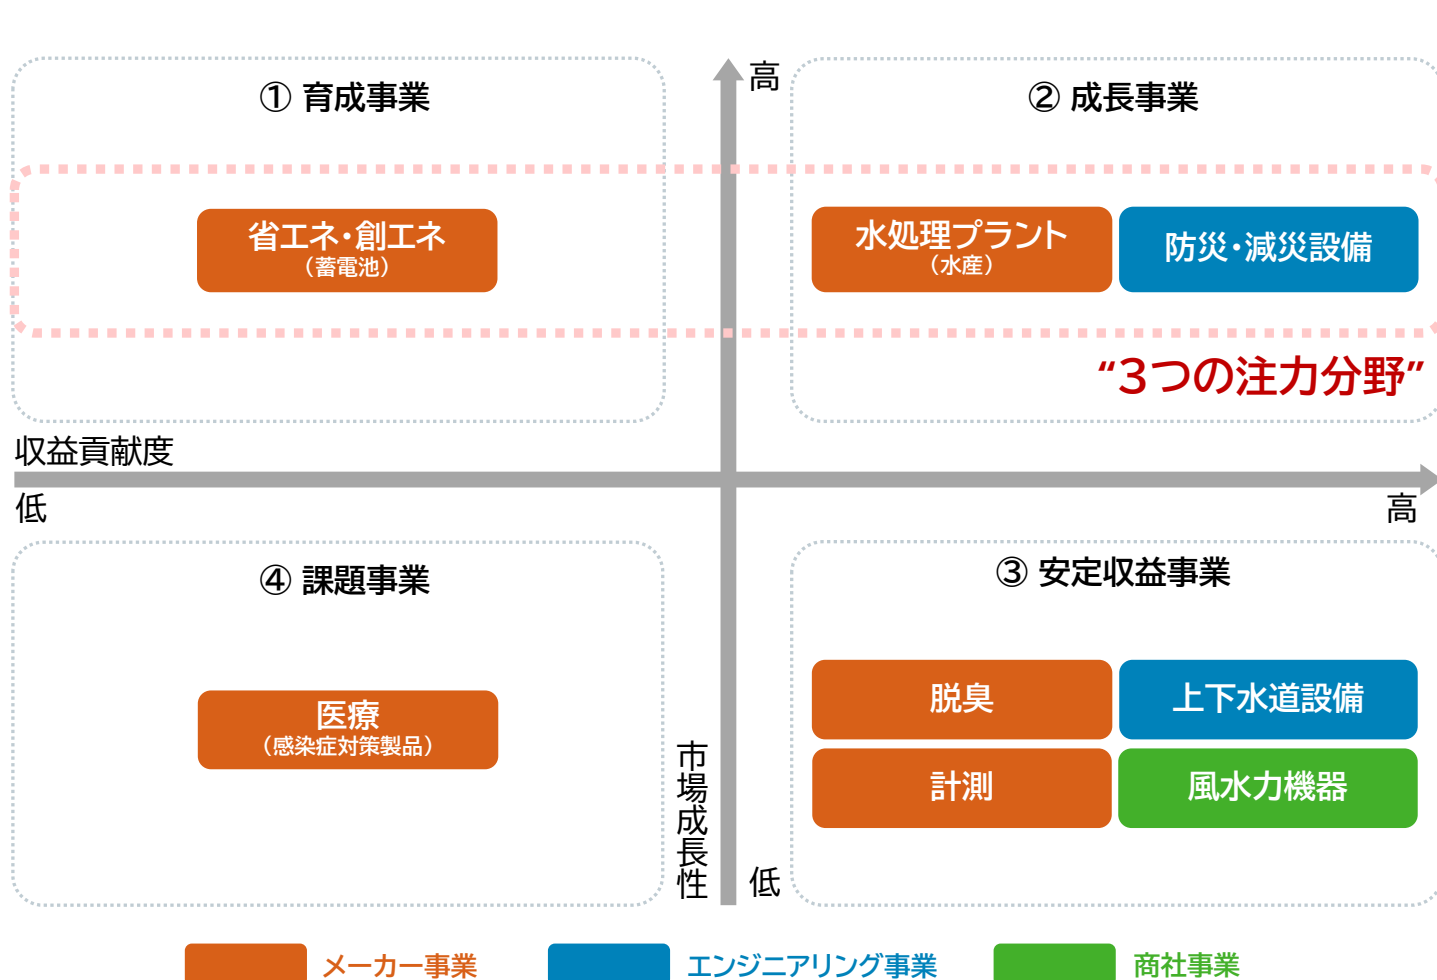 ① 育成事業
高
② 成長事業
省エネ・創エネ
（蓄電池）
水処理プラント
（水産）
防災・減災設備
“3つの注力分野”
収益貢献度
低
高
④ 課題事業
③ 安定収益事業
医療
（感染症対策製品）
脱臭
上下水道設備
計測
風水力機器
市場成長性
低
メーカー事業
エンジニアリング事業
商社事業